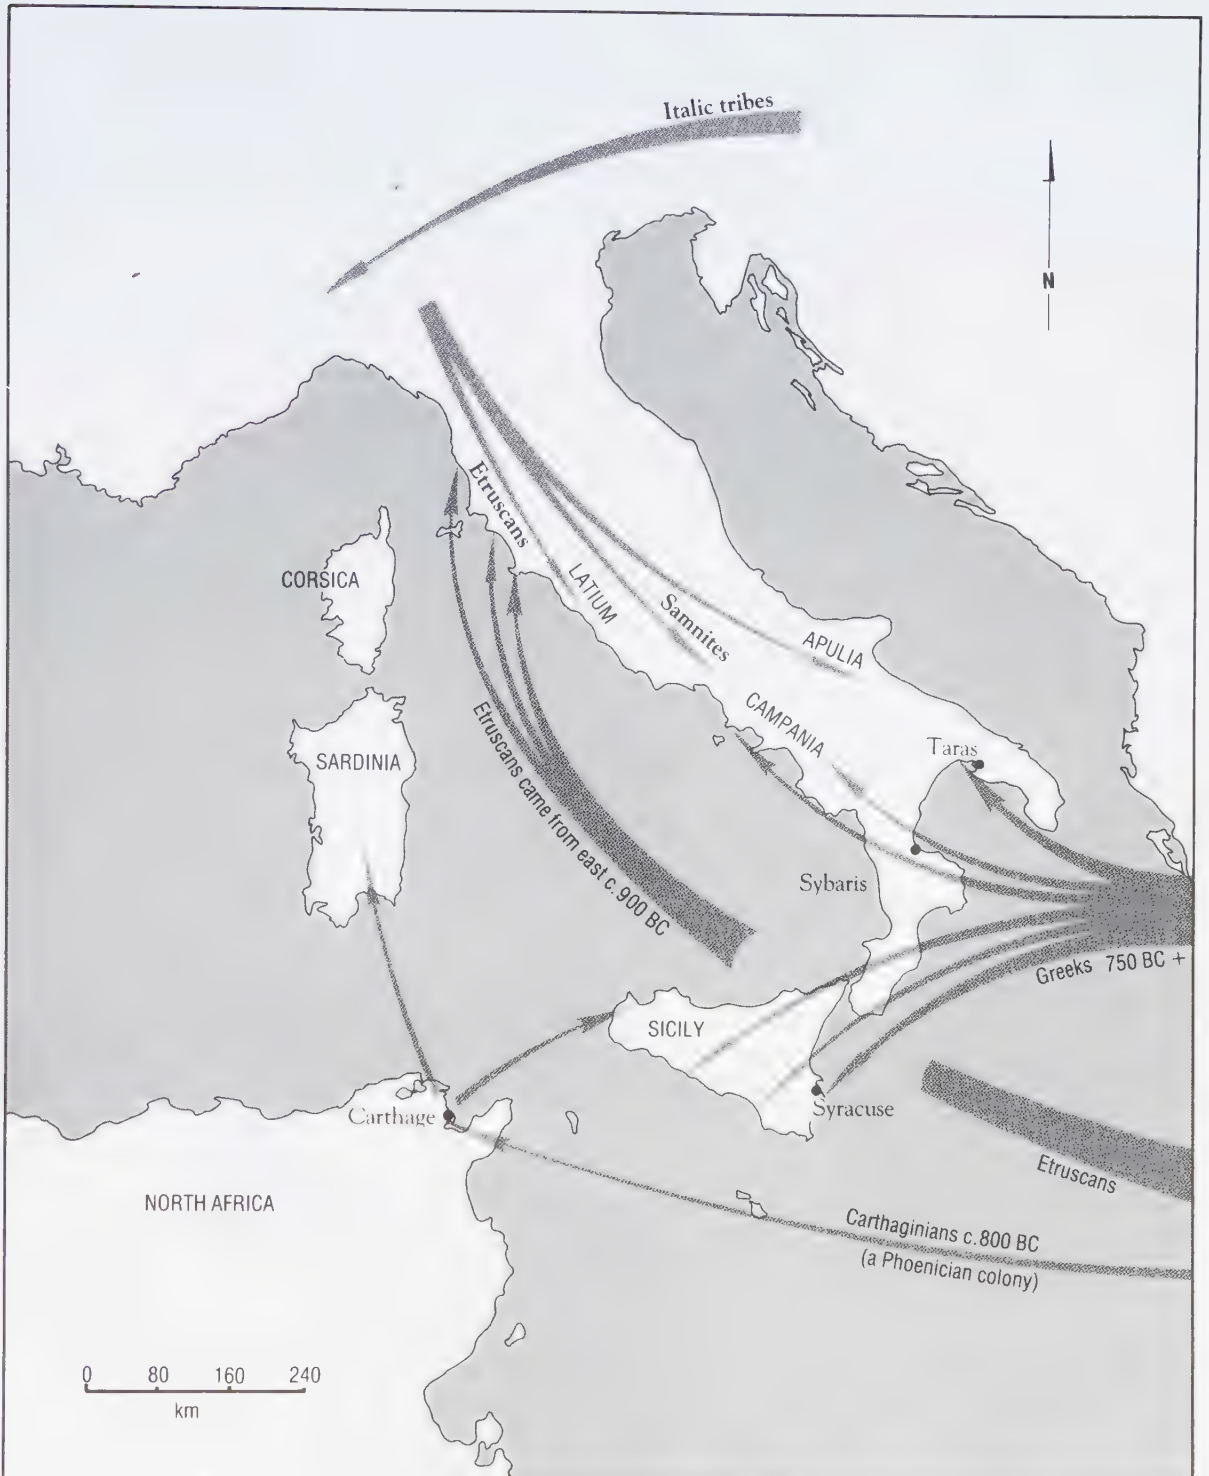 Italic tribes
N
Etruscans
LATIUM
CORSICA
Samnites
APULIA
CAMPANIA
Taras
SARDINIA
Etruscans came from east c. 900 BC
Sybaris
Greeks 750 BC +
SICILY
Carthage
Syracuse
Etruscans
NORTH AFRICA
Carthaginians c.800 BC
(a Phoenician colony)
0 80 160 240
km